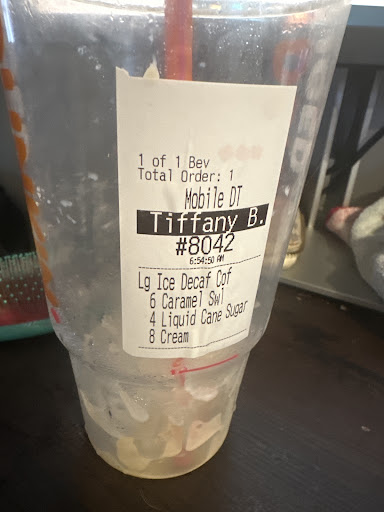 1 of 1 Bev
Total Order: 1
Mobile DT
Tiffany B.
#8042
6:54:50 AM
Lg Ice Decaf Cof
6 Caramel Swl
4 Liquid Cane Sugar
8 Cream